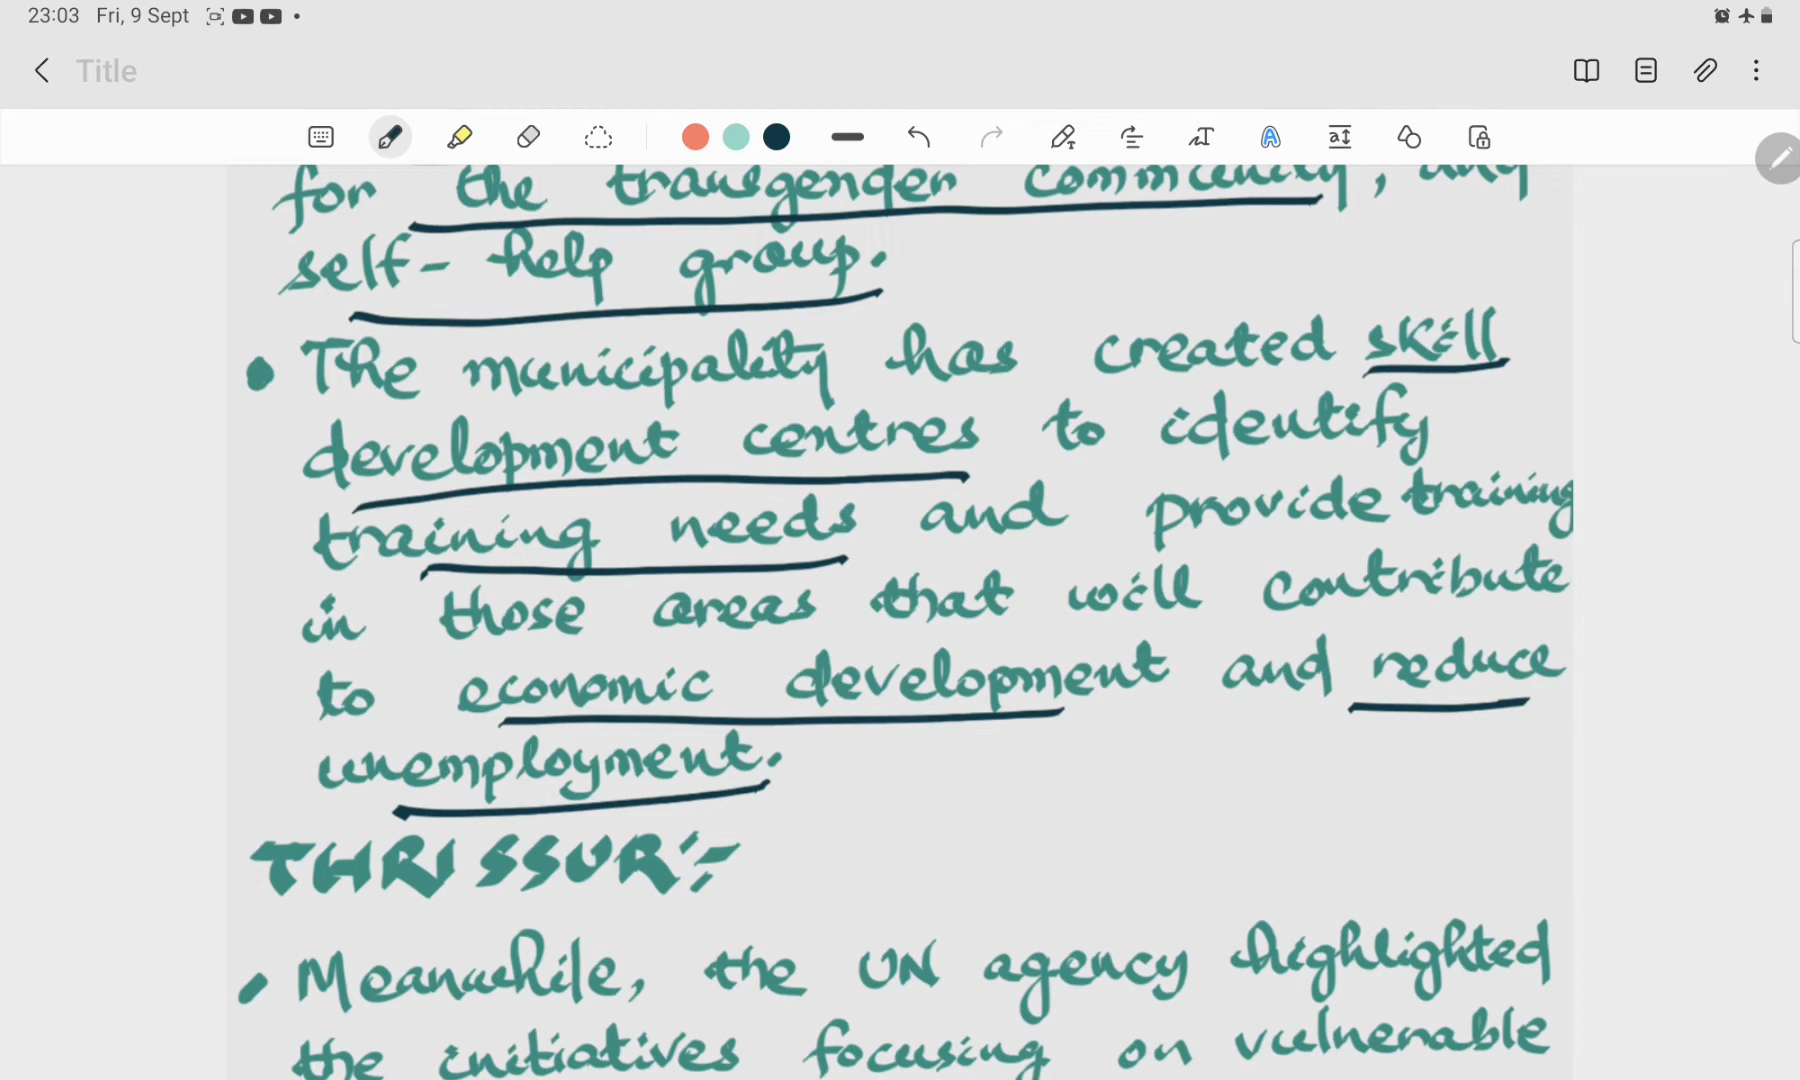 23:03 Fri, 9 Sept
Title
for the transgender community, and
self-help group.
• The municipality has created skill
development centres to identify
training needs and provide training
in those areas that will contribute
to economic development and reduce
unemployment.
THRISSUR:-
• Meanwhile, the UN agency highlighted
the initiatives focusing on vulnerable